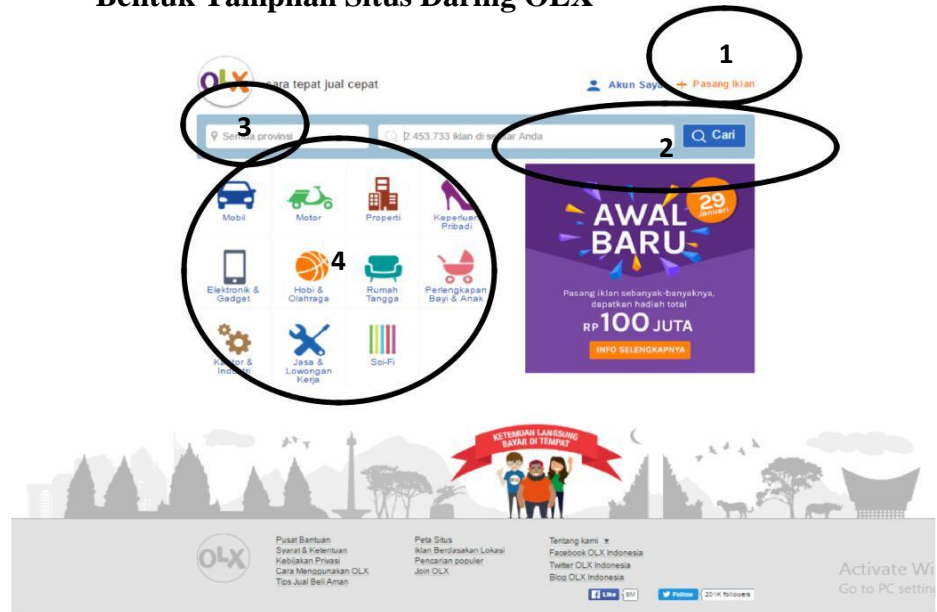 Bentuk Tampilan Situs Daring OLX
1
OLX
cara tepat jual cepat
Akun Saya
+ Pasang Iklan
3
Semua provinsi
2.453.733 iklan di sekitar Anda
2
Cari
Mobil
Motor
Properti
Keperluan
Pribadi
Elektronik &
Gadget
Hobi &
Olahraga
4
Rumah
Tangga
Perlengkapan
Bayi & Anak
Kantor &
Industri
Jasa &
Lowongan
Kerja
Sci-Fi
29
Januari
AWAL
BARU
Pasang iklan sebanyak-banyaknya,
dapatkan hadiah total
RP 100 JUTA
INFO SELENGKAPNYA
KETEMUAN LANGSUNG
BAYAR DI TEMPAT
OLX
Pusat Bantuan
Syarat & Ketentuan
Kebijakan Privasi
Cara Menggunakan OLX
Tips Jual Beli Aman
Peta Situs
Iklan Berdasakan Lokasi
Pencarian populer
Join OLX
Tentang kami
Facebook OLX Indonesia
Twitter OLX Indonesia
Blog OLX Indonesia
Like
8M
Follow
201K followers
Activate Wi
Go to PC setting